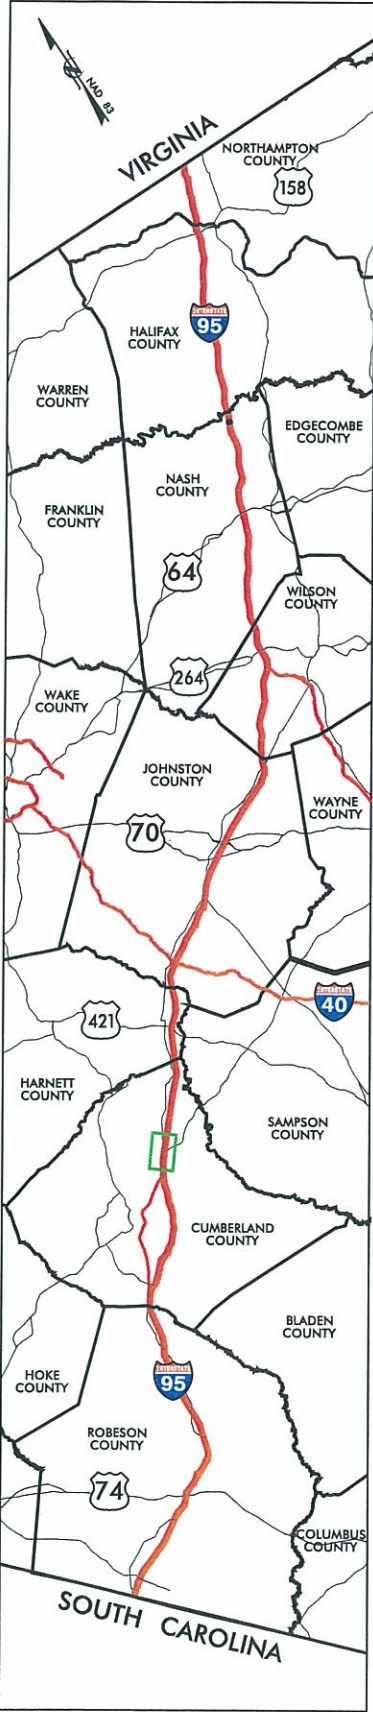 NAD 83
VIRGINIA
NORTHAMPTON
COUNTY
158
INTERSTATE
95
HALIFAX
COUNTY
WARREN
COUNTY
EDGECOMBE
COUNTY
NASH
COUNTY
FRANKLIN
COUNTY
64
WILSON
COUNTY
264
WAKE
COUNTY
JOHNSTON
COUNTY
WAYNE
COUNTY
70
40
421
HARNETT
COUNTY
SAMPSON
COUNTY
CUMBERLAND
COUNTY
BLADEN
COUNTY
HOKE
COUNTY
95
ROBESON
COUNTY
74
COLUMBUS
COUNTY
SOUTH CAROLINA